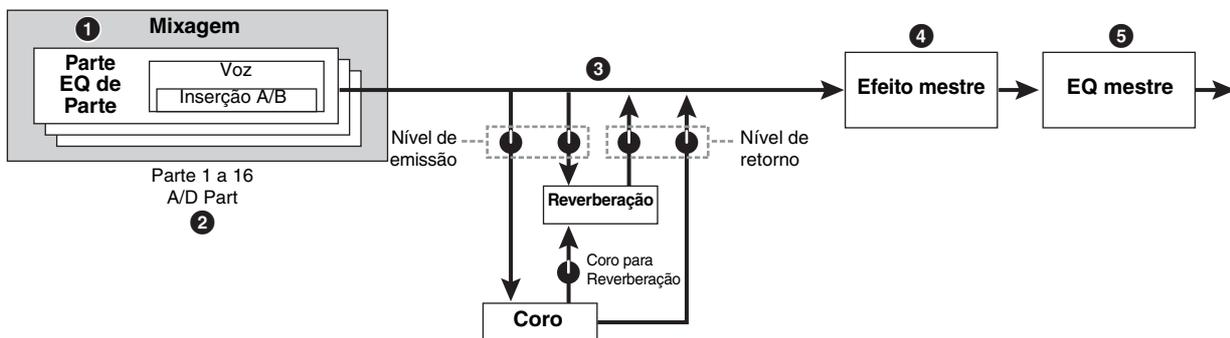 1
Mixagem
Parte
EQ de
Parte
Voz
Inserção A/B
Parte 1 a 16
A/D Part
2
3
Nível de
emissão
Nível de
retorno
Reverberação
Coro para
Reverberação
Coro
4
Efeito mestre
5
EQ mestre